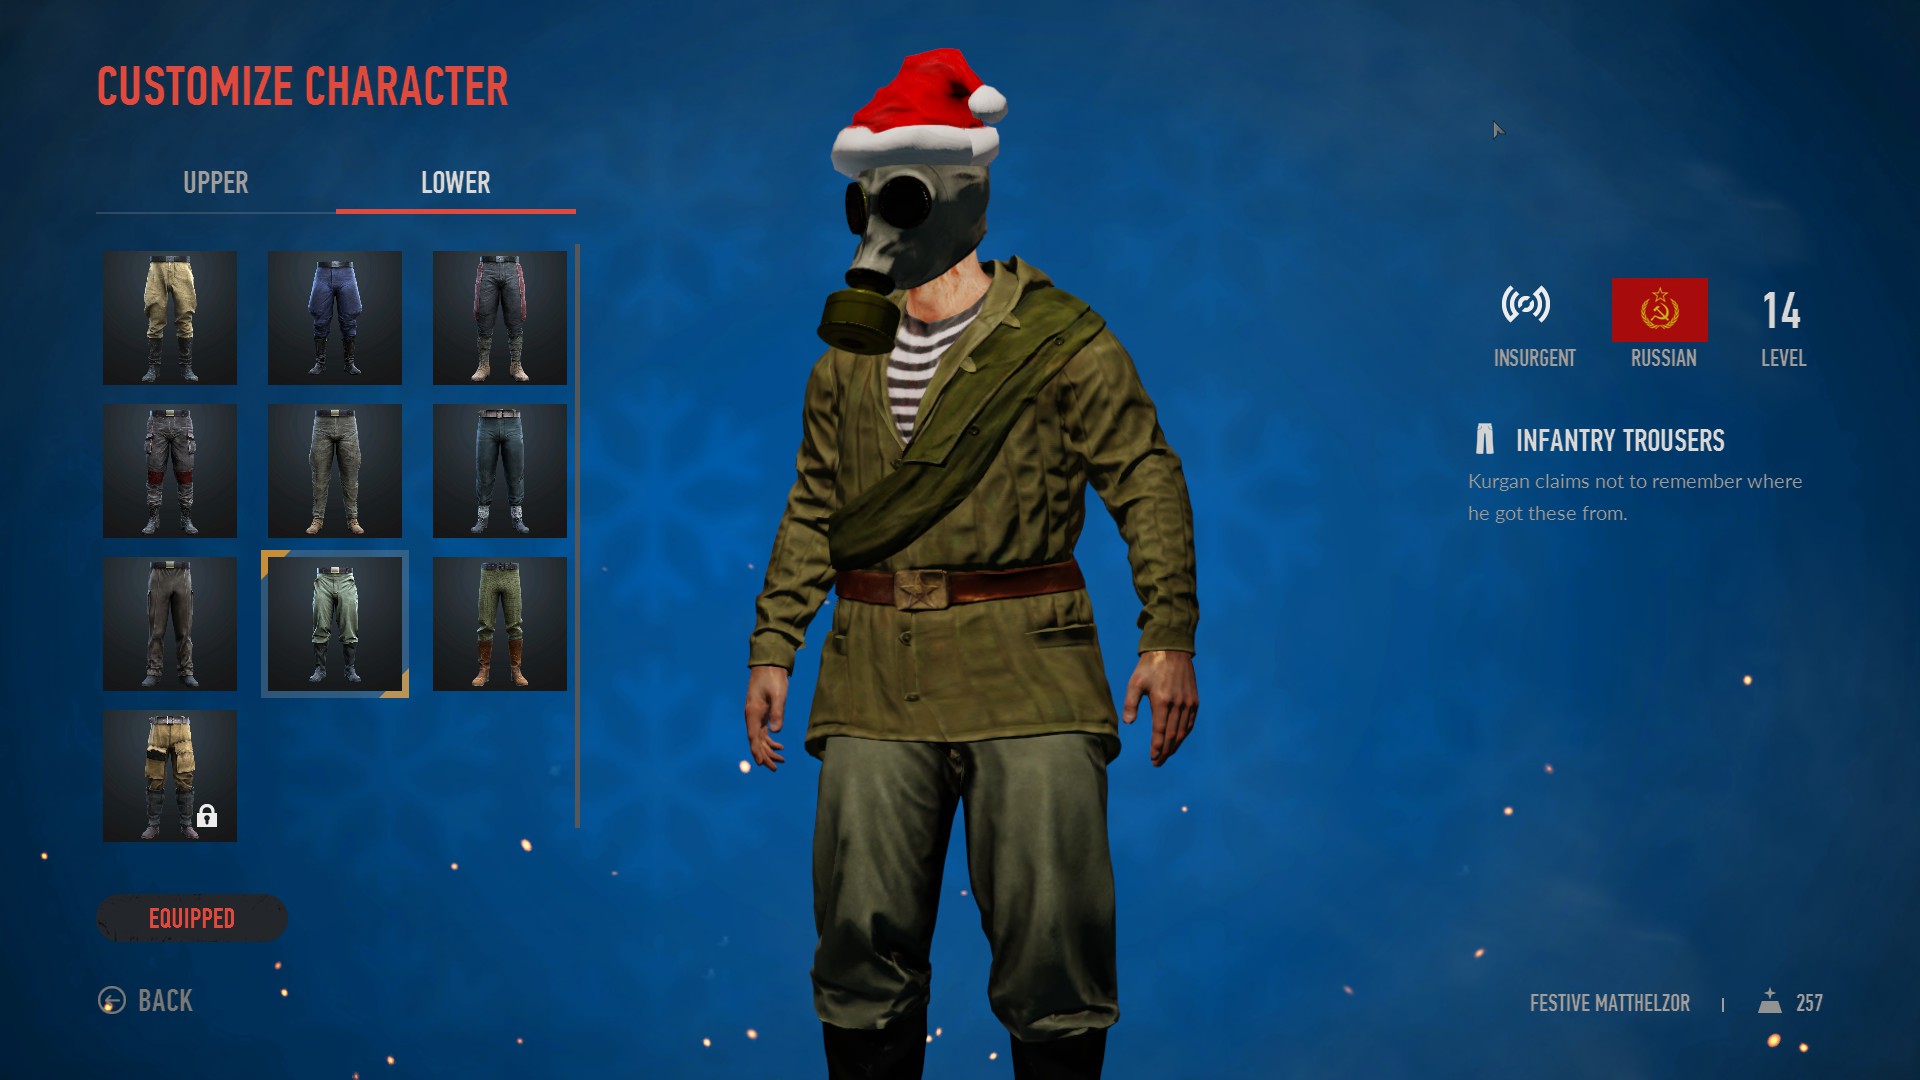 CUSTOMIZE CHARACTER
UPPER
LOWER
INSURGENT
RUSSIAN
14
LEVEL
INFANTRY TROUSERS
Kurgan claims not to remember where
he got these from.
EQUIPPED
BACK
FESTIVE MATTHELZOR | 257